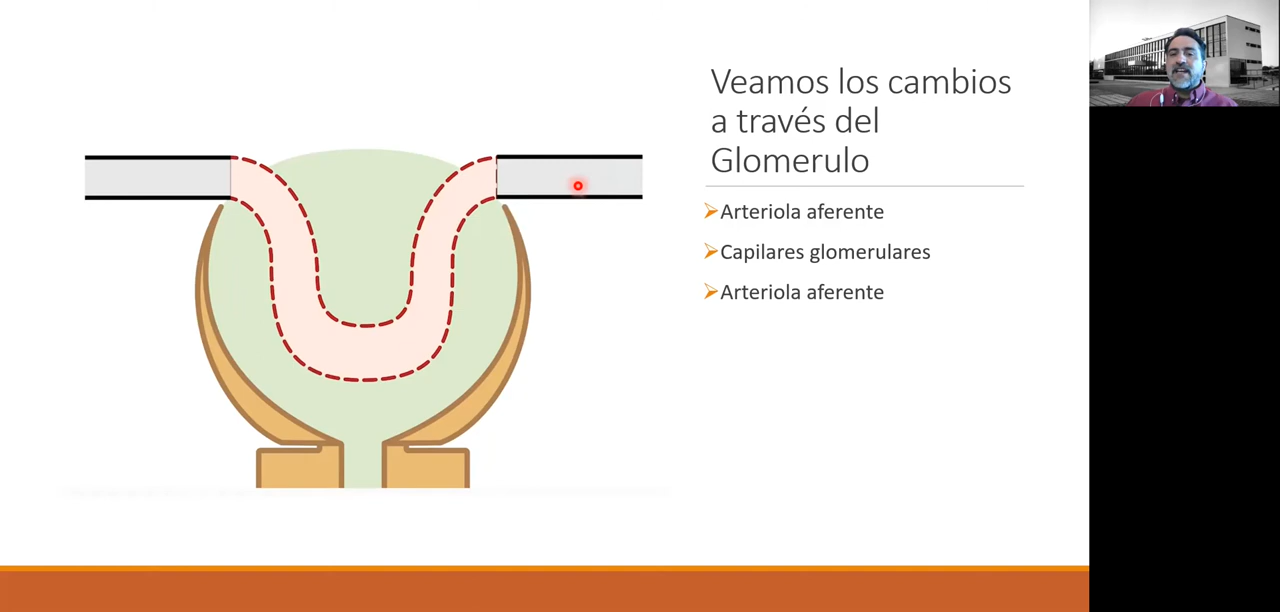 Veamos los cambios
a través del
Glomerulo
Arteriola aferente
Capilares glomerulares
Arteriola aferente